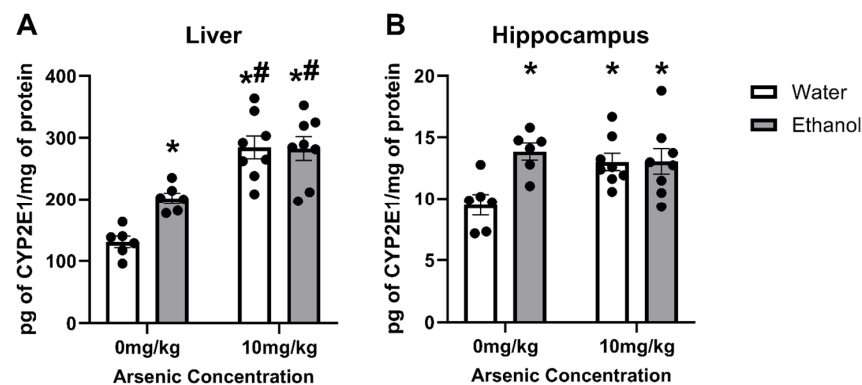 A
Liver
pg of CYP2E1/mg of protein
400
300
200
100
0
*
*#
*#
0mg/kg
10mg/kg
Arsenic Concentration
B
Hippocampus
pg of CYP2E1/mg of protein
20
15
10
5
0
*
*
*
0mg/kg
10mg/kg
Arsenic Concentration
Water
Ethanol